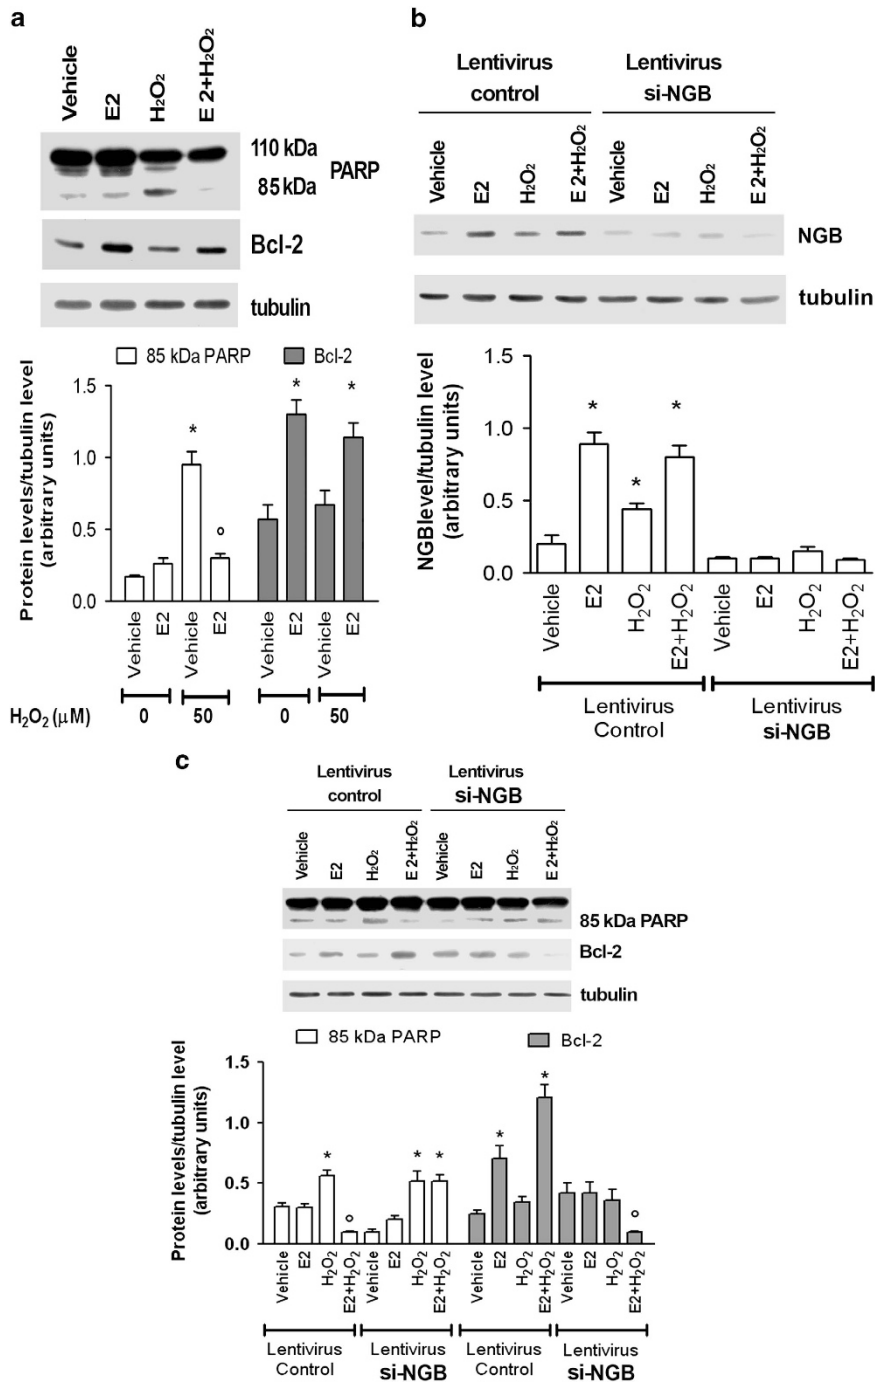 a
Vehicle
E2
H₂O₂
E 2+H₂O₂
110 kDa
85 kDa
PARP
Bcl-2
tubulin
85 kDa PARP
Bcl-2
Protein levels/tubulin level
(arbitrary units)
1.5
1.0
0.5
0.0
Vehicle
E2
Vehicle
E2
Vehicle
E2
Vehicle
E2
* o * *
H₂O₂ (μM)
0
50
0
50
b
Lentivirus
control
Lentivirus
si-NGB
Vehicle
E2
H₂O₂
E 2+H₂O₂
Vehicle
E2
H₂O₂
E 2+H₂O₂
NGB
tubulin
NGBlevel/tubulin level
(arbitrary units)
1.5
1.0
0.5
0.0
* * *
Vehicle
E2
H₂O₂
E2+H₂O₂
Vehicle
E2
H₂O₂
E2+H₂O₂
Lentivirus
Control
Lentivirus
si-NGB
c
Lentivirus
control
Lentivirus
si-NGB
Vehicle
E2
H₂O₂
E 2+H₂O₂
Vehicle
E2
H₂O₂
E 2+H₂O₂
85 kDa PARP
Bcl-2
tubulin
85 kDa PARP
Bcl-2
Protein levels/tubulin level
(arbitrary units)
1.5
1.0
0.5
0.0
* o * * * * o
Vehicle
E2
H₂O₂
E2+H₂O₂
Vehicle
E2
H₂O₂
E2+H₂O₂
Vehicle
E2
H₂O₂
E2+H₂O₂
Vehicle
E2
H₂O₂
E2+H₂O₂
Lentivirus
Control
Lentivirus
si-NGB
Lentivirus
Control
Lentivirus
si-NGB